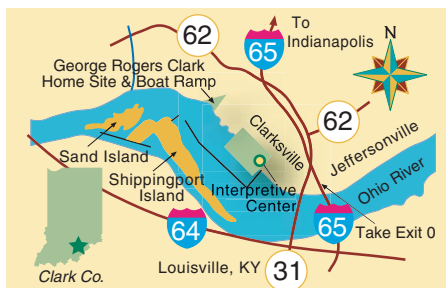 62
65
To
Indianapolis
N
George Rogers Clark
Home Site & Boat Ramp
62
Clarksville
Jeffersonville
Sand Island
Shippingport
Island
Interpretive
Center
Ohio River
64
65
Take Exit 0
Clark Co.
Louisville, KY
31